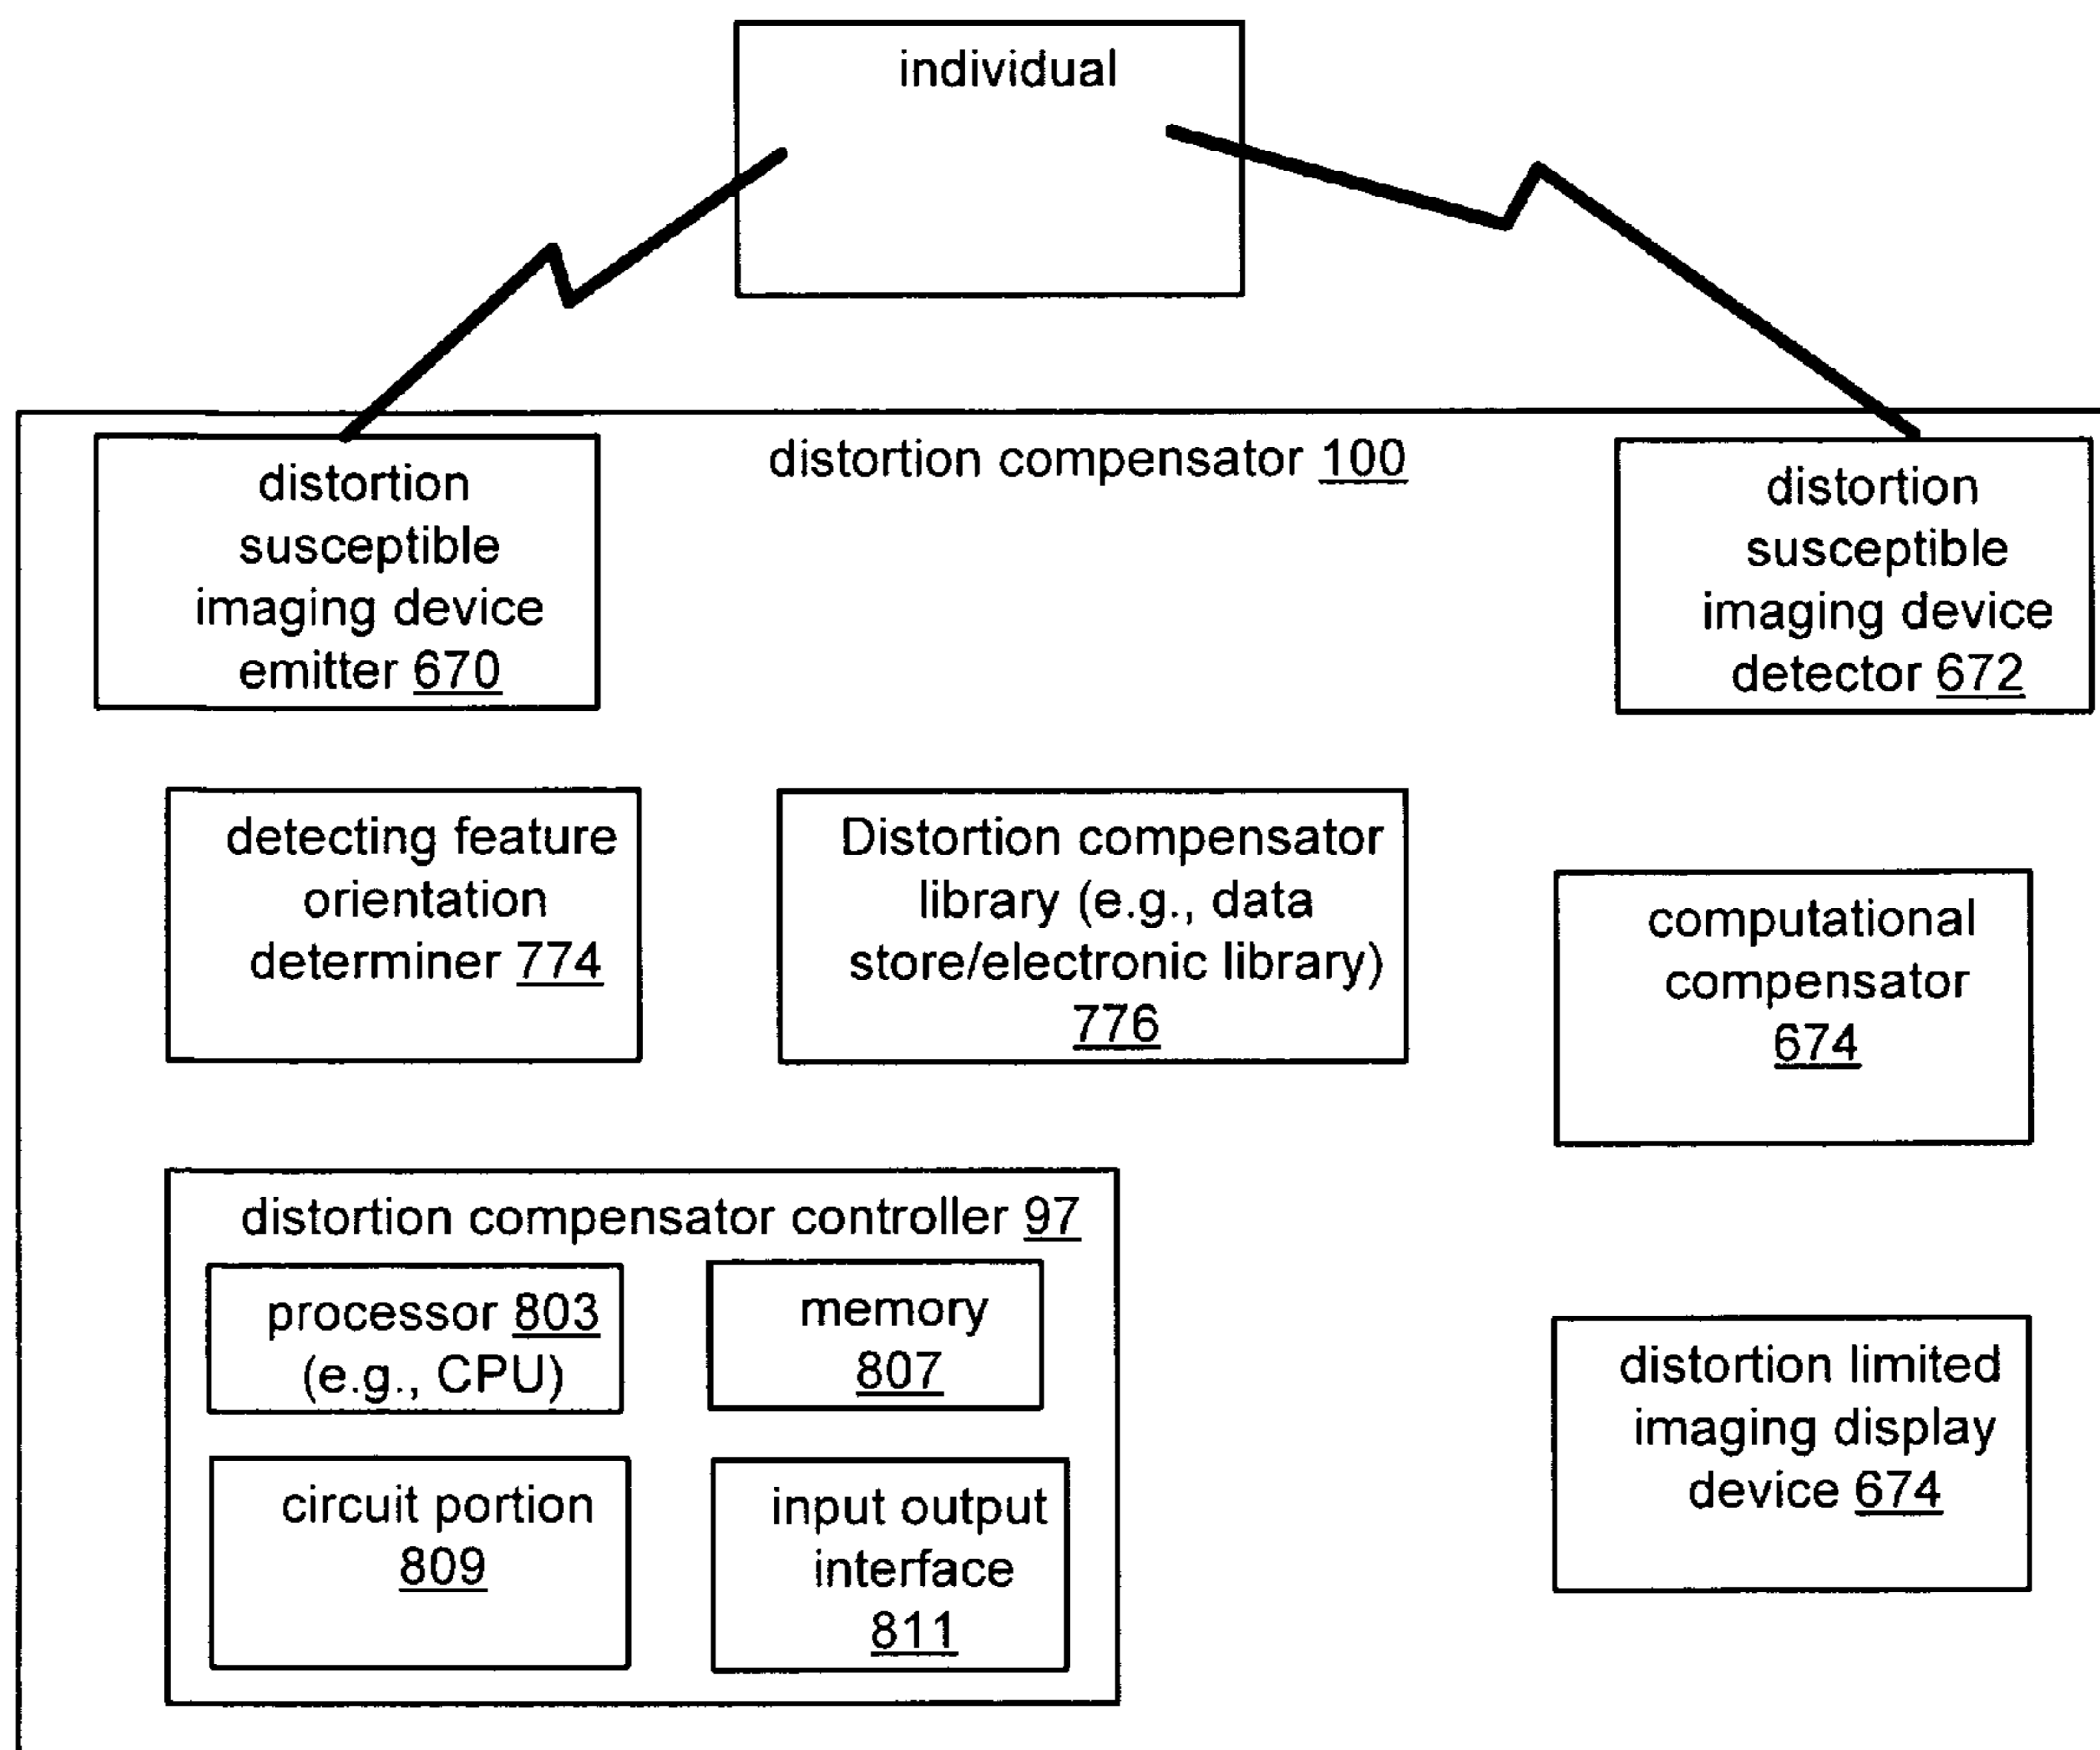 individual
distortion compensator 100
distortion
susceptible
imaging device
emitter 670
distortion
susceptible
imaging device
detector 672
detecting feature
orientation
determiner 774
Distortion compensator
library (e.g., data
store/electronic library)
776
computational
compensator
674
distortion compensator controller 97
processor 803
(e.g., CPU)
memory
807
circuit portion
809
input output
interface
811
distortion limited
imaging display
device 674